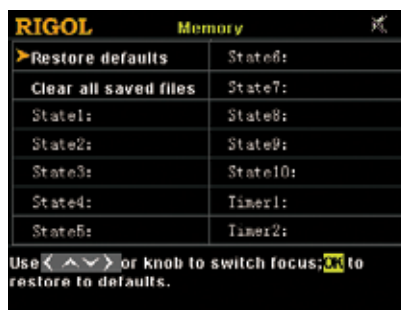 RIGOL Memory
Restore defaults State6:
Clear all saved files State7:
State1: State8:
State2: State9:
State3: State10:
State4: Timer1:
State5: Timer2:
Use or knob to switch focus;OK to
restore to defaults.